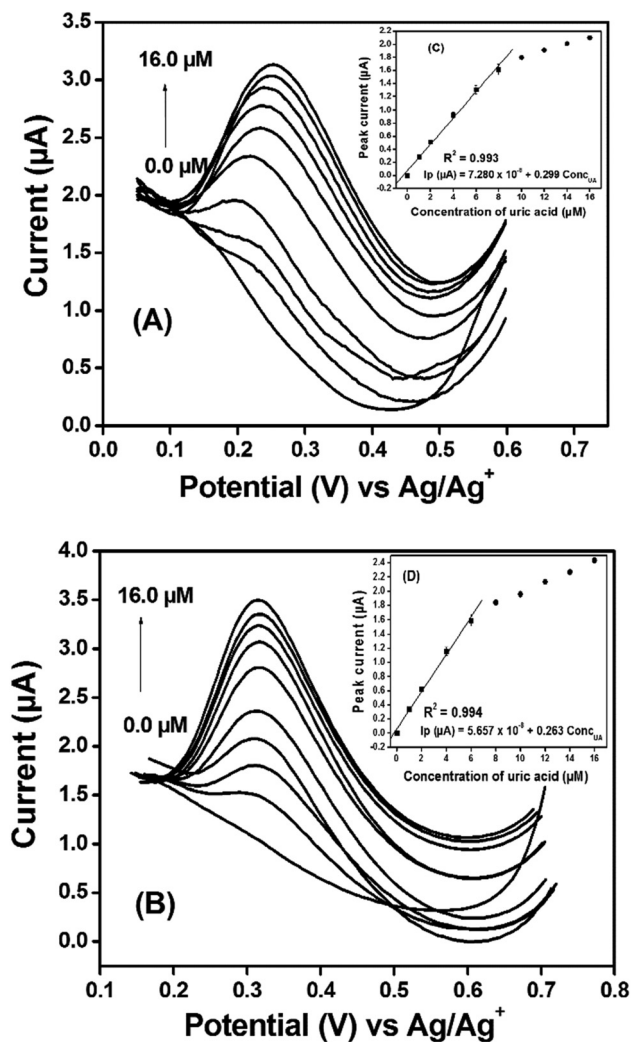 3.5
3.0
2.5
2.0
1.5
1.0
0.5
0.0
Current (µA)
16.0 µM
0.0 µM
(A)
0.0 0.1 0.2 0.3 0.4 0.5 0.6 0.7
Potential (V) vs Ag/Ag+
2.2
2.0
1.8
1.6
1.4
1.2
1.0
0.8
0.6
0.4
0.2
0.0
-0.2
Peak current (µA)
(C)
R² = 0.993
Ip (µA) = 7.280 x 10⁻⁸ + 0.299 Conc_UA
0 2 4 6 8 10 12 14 16
Concentration of uric acid (µM)
4.0
3.5
3.0
2.5
2.0
1.5
1.0
0.5
0.0
Current (µA)
16.0 µM
0.0 µM
(B)
0.1 0.2 0.3 0.4 0.5 0.6 0.7 0.8
Potential (V) vs Ag/Ag+
2.4
2.2
2.0
1.8
1.6
1.4
1.2
1.0
0.8
0.6
0.4
0.2
0.0
-0.2
Peak current (µA)
(D)
R² = 0.994
Ip (µA) = 5.657 x 10⁻⁸ + 0.263 Conc_UA
0 2 4 6 8 10 12 14 16
Concentration of uric acid (µM)